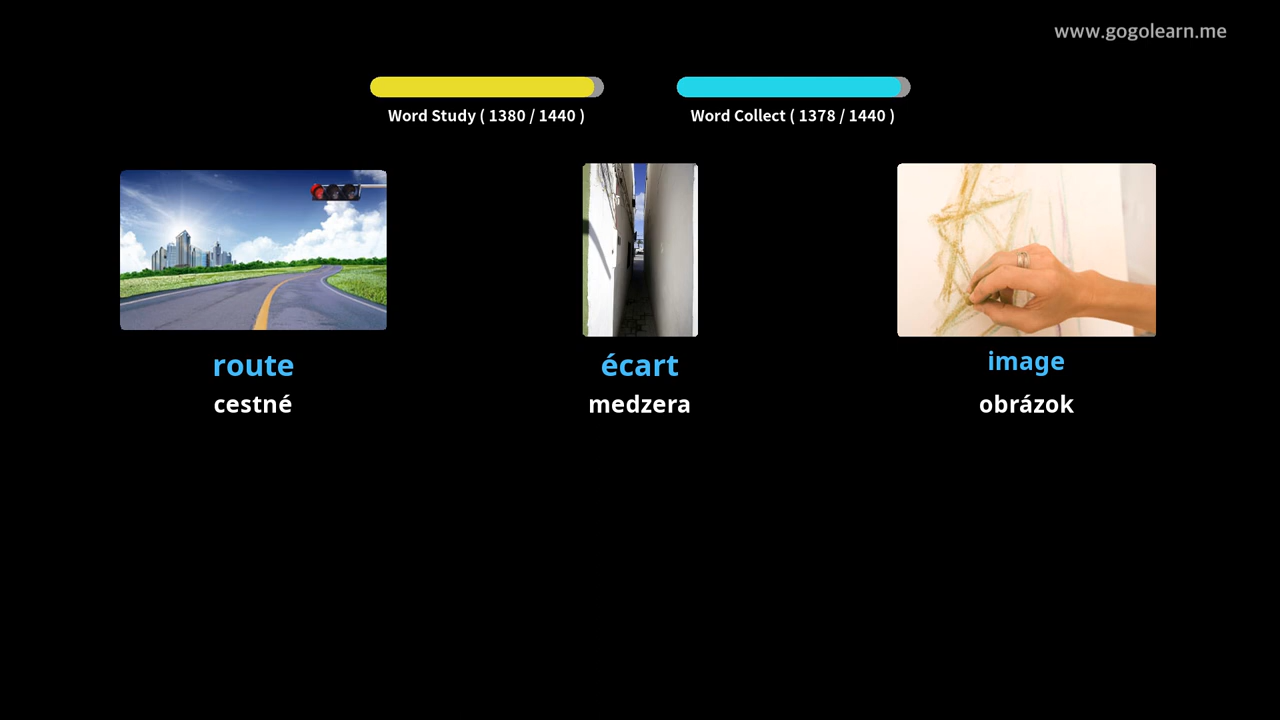 www.gogolearn.me
Word Study ( 1380 / 1440 )
Word Collect ( 1378 / 1440 )
route
écart
image
cestné
medzera
obrázok